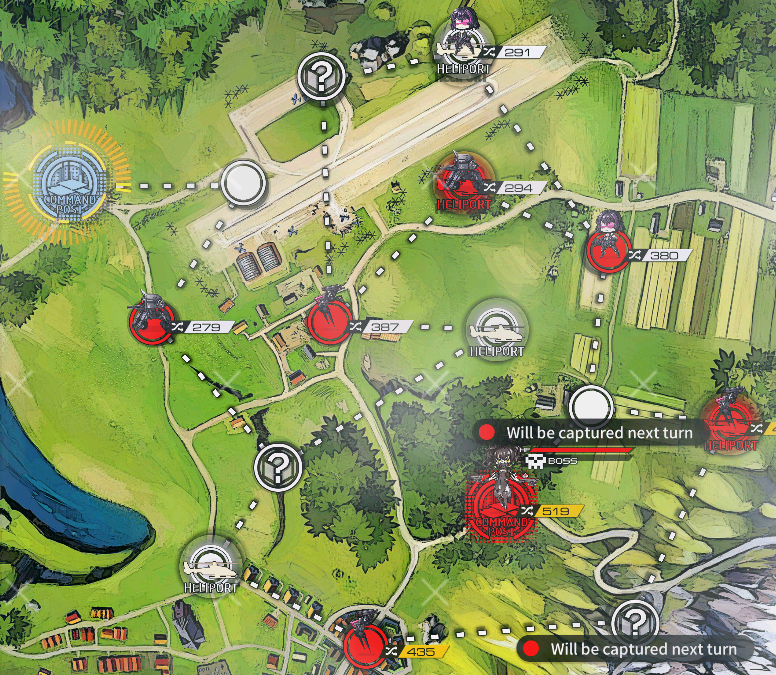 ?
291
HELIPORT
COMMAND
POST
294
HELIPORT
380
279
387
HELIPORT
Will be captured next turn
HELIPORT
?
BOSS
519
COMMAND
POST
HELIPORT
?
435
Will be captured next turn